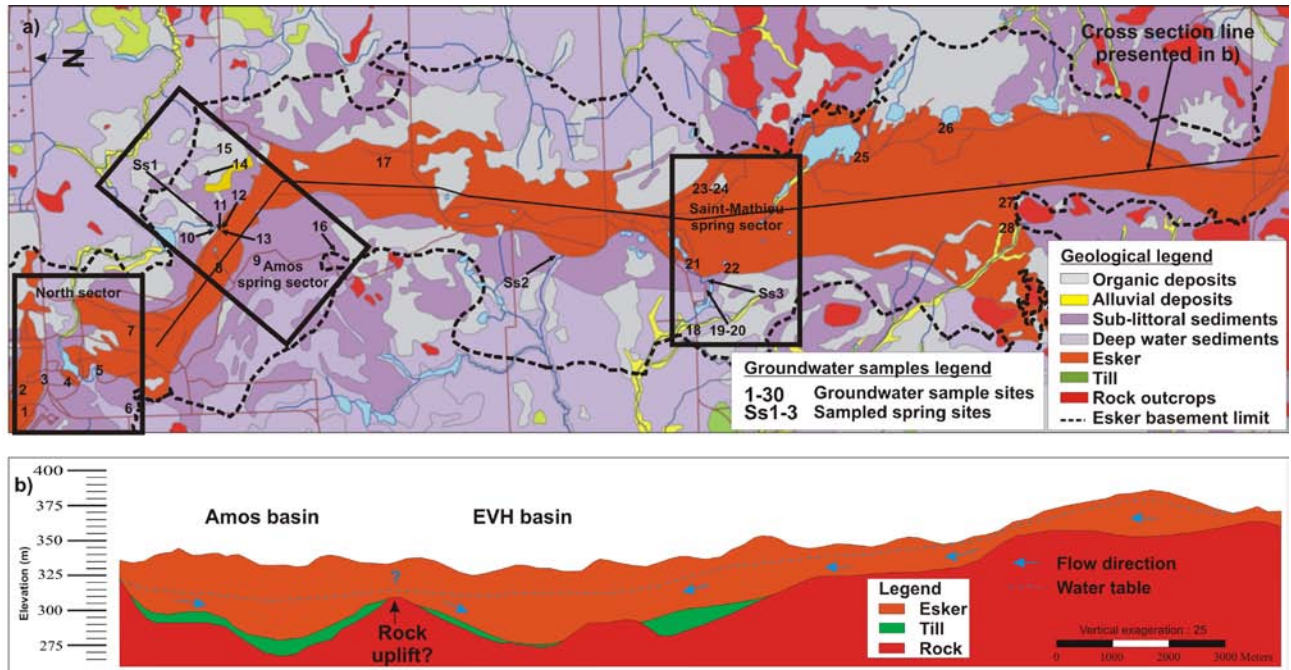 a)
N
Cross section line
presented in b)
Ss1
15
14
17
11
12
10
13
16
9
8
Amos
spring sector
North sector
7
2
3
4
5
1
6
Ss2
23-24
Saint-Mathieu
spring sector
25
26
21
22
Ss3
18
19-20
27
28
Groundwater samples legend
1-30 Groundwater sample sites
Ss1-3 Sampled spring sites
Geological legend
Organic deposits
Alluvial deposits
Sub-littoral sediments
Deep water sediments
Esker
Till
Rock outcrops
Esker basement limit
b)
400
375
350
325
300
275
Elevation (m)
Amos basin
EVH basin
?
Rock
uplift?
Legend
Esker
Till
Rock
Flow direction
Water table
Vertical exageration : 25
0 1000 2000 3000 Meters